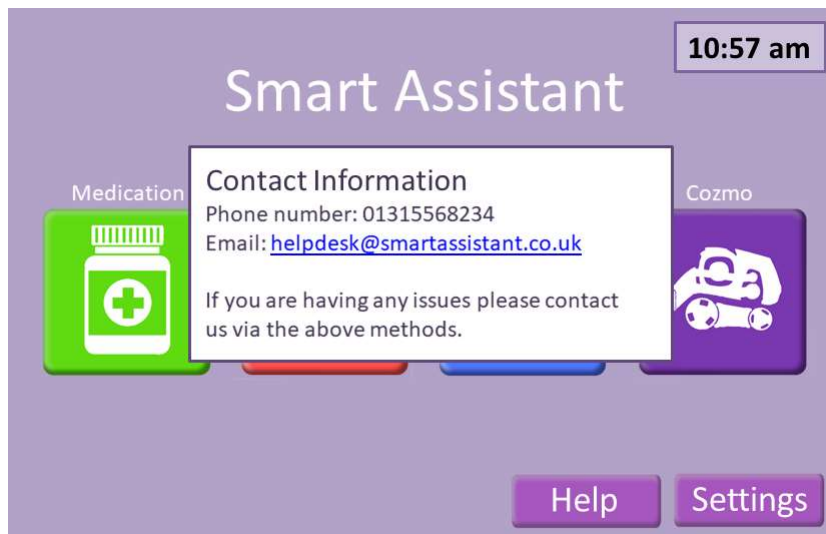 10:57 am
Smart Assistant
Medication
Cozmo
Contact Information
Phone number: 01315568234
Email: helpdesk@smartassistant.co.uk
If you are having any issues please contact
us via the above methods.
Help
Settings